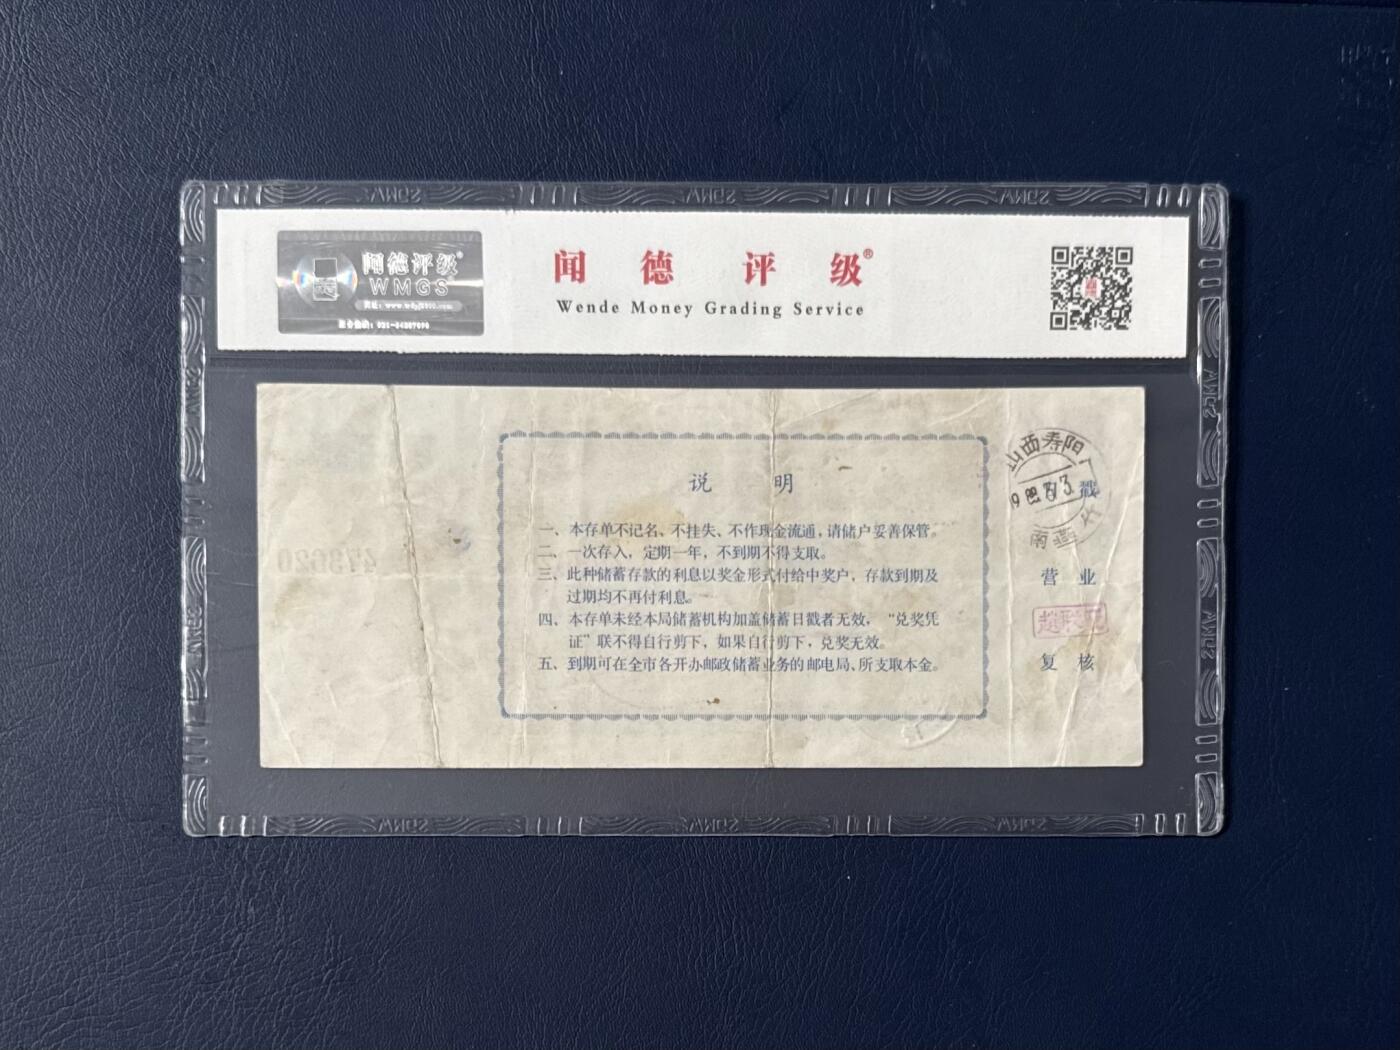 闻德评级®
WMGS
闻德评级®
Wende Money Grading Service
说明
一、本存单不记名、不挂失、不作现金流通，请储户妥善保管。
二、一次存入，定期一年，不到期不得支取。
三、此种储蓄存款的利息以奖金形式付给中奖户，存款到期及
过期均不再付利息。
四、本存单未经本局储蓄机构加盖储蓄日戳者无效，“兑奖凭
证”联不得自行剪下，如果自行剪下，兑奖无效。
五、到期可在全市各开办邮政储蓄业务的邮电局、所支取本金。
山西寿阳
戳
南燕竹
营业
复核
473620